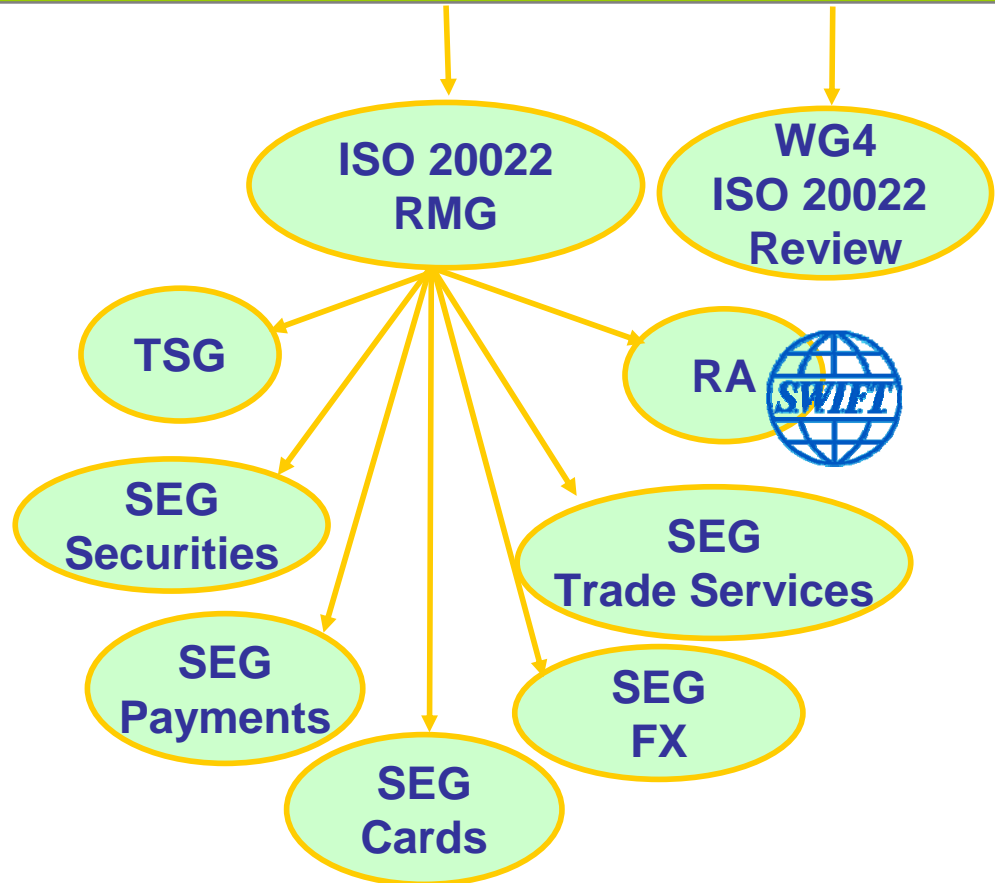 ISO 20022
RMG
WG4
ISO 20022
Review
TSG
RA
SWIFT
SEG
Securities
SEG
Trade Services
SEG
Payments
SEG
FX
SEG
Cards